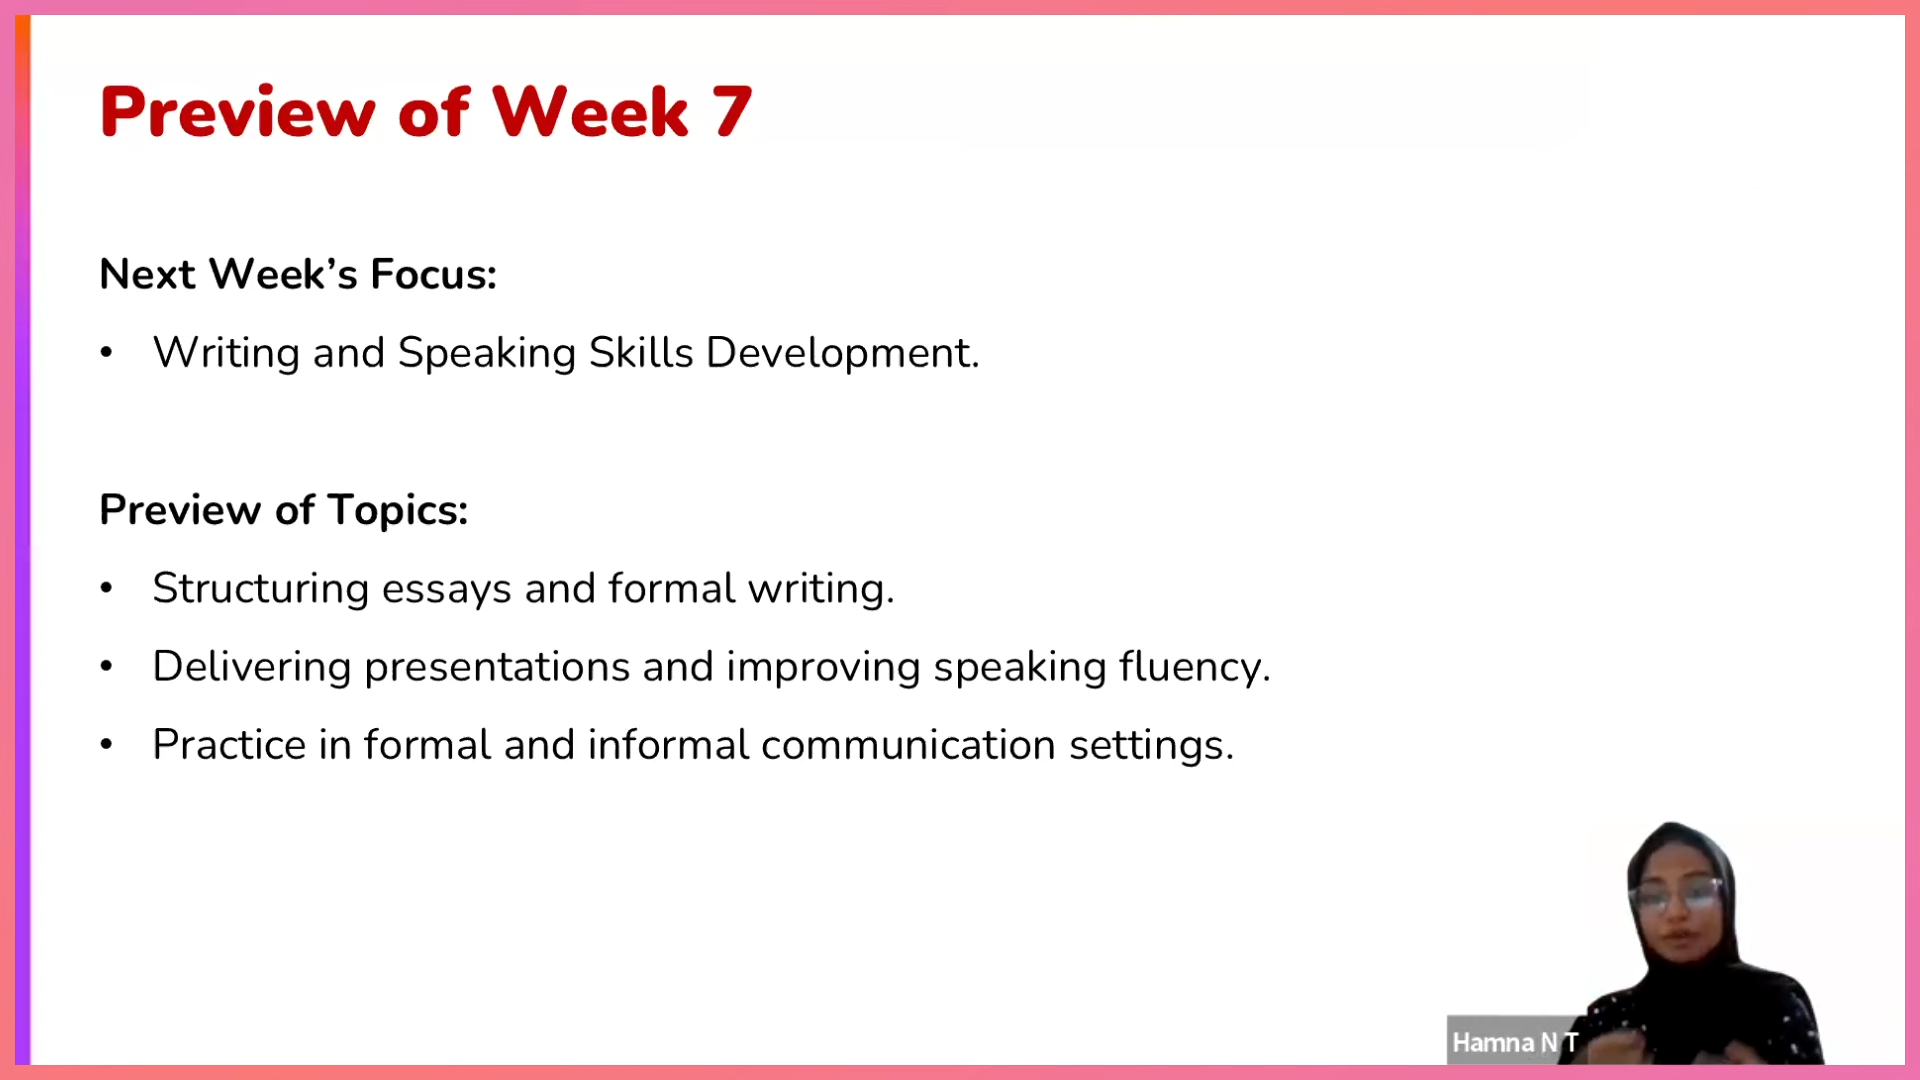 Preview of Week 7
Next Week’s Focus:
• Writing and Speaking Skills Development.
Preview of Topics:
• Structuring essays and formal writing.
• Delivering presentations and improving speaking fluency.
• Practice in formal and informal communication settings.
Hamna N T